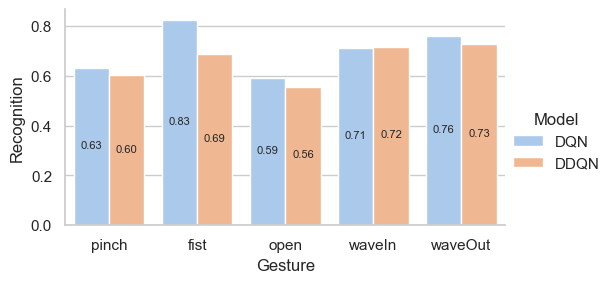 Recognition
0.8
0.6
0.4
0.2
0.0
0.63
0.60
0.83
0.69
0.59
0.56
0.71
0.72
0.76
0.73
pinch
fist
open
waveIn
waveOut
Gesture
Model
DQN
DDQN